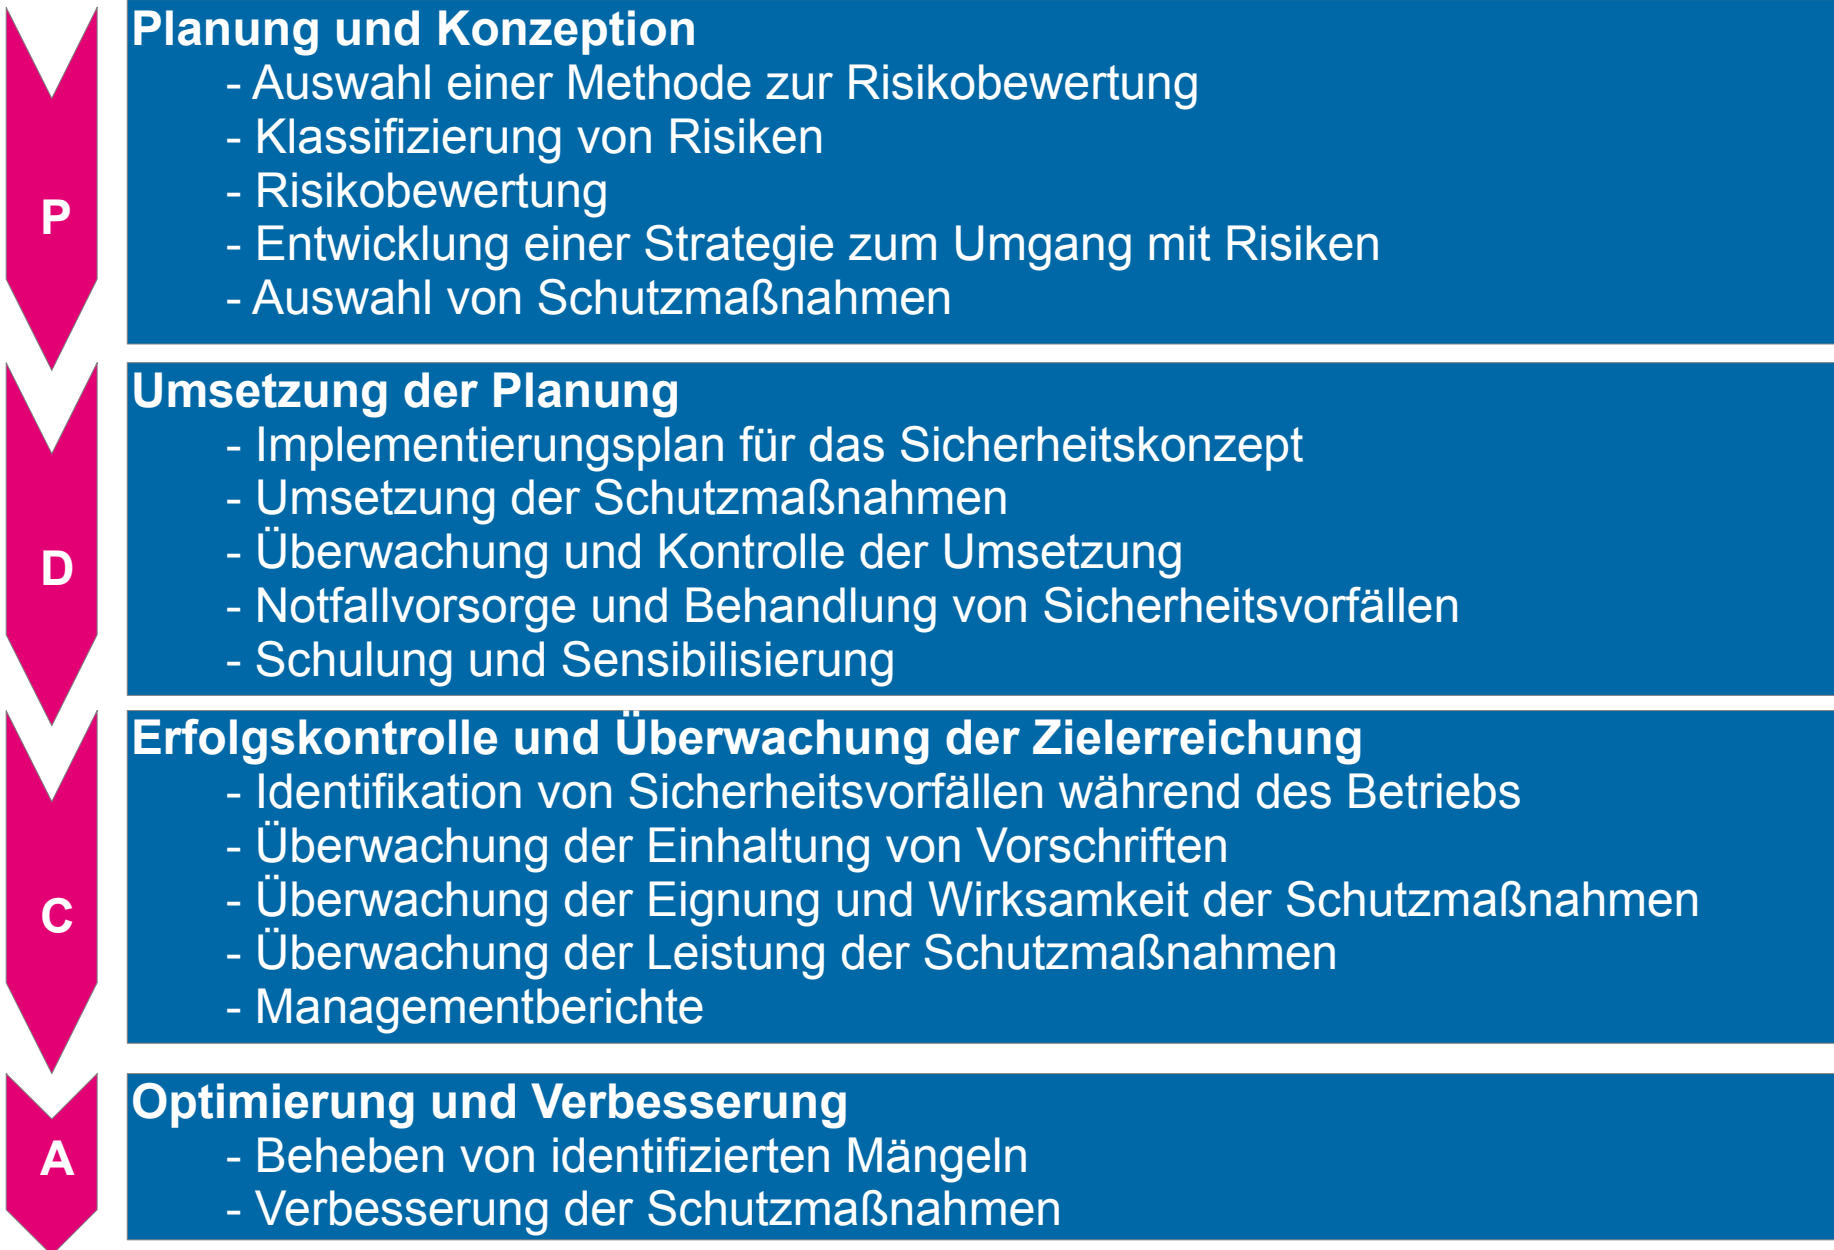 P
Planung und Konzeption
- Auswahl einer Methode zur Risikobewertung
- Klassifizierung von Risiken
- Risikobewertung
- Entwicklung einer Strategie zum Umgang mit Risiken
- Auswahl von Schutzmaßnahmen
D
Umsetzung der Planung
- Implementierungsplan für das Sicherheitskonzept
- Umsetzung der Schutzmaßnahmen
- Überwachung und Kontrolle der Umsetzung
- Notfallvorsorge und Behandlung von Sicherheitsvorfällen
- Schulung und Sensibilisierung
C
Erfolgskontrolle und Überwachung der Zielerreichung
- Identifikation von Sicherheitsvorfällen während des Betriebs
- Überwachung der Einhaltung von Vorschriften
- Überwachung der Eignung und Wirksamkeit der Schutzmaßnahmen
- Überwachung der Leistung der Schutzmaßnahmen
- Managementberichte
A
Optimierung und Verbesserung
- Beheben von identifizierten Mängeln
- Verbesserung der Schutzmaßnahmen